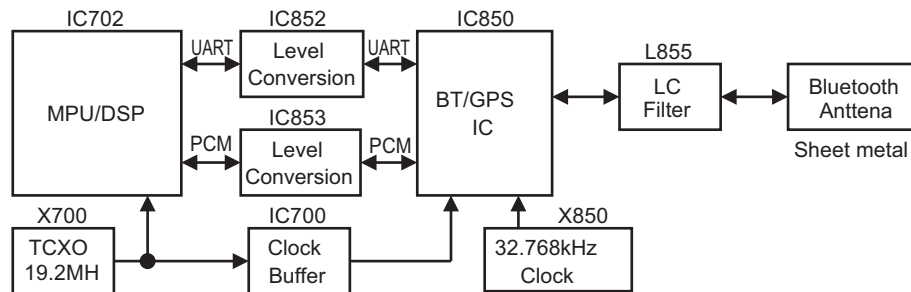 IC702
IC852
IC850
UART
Level
Conversion
UART
L855
MPU/DSP
BT/GPS
IC
LC
Filter
Bluetooth
Anttena
IC853
PCM
Level
Conversion
PCM
Sheet metal
X700
IC700
X850
TCXO
19.2MH
Clock
Buffer
32.768kHz
Clock